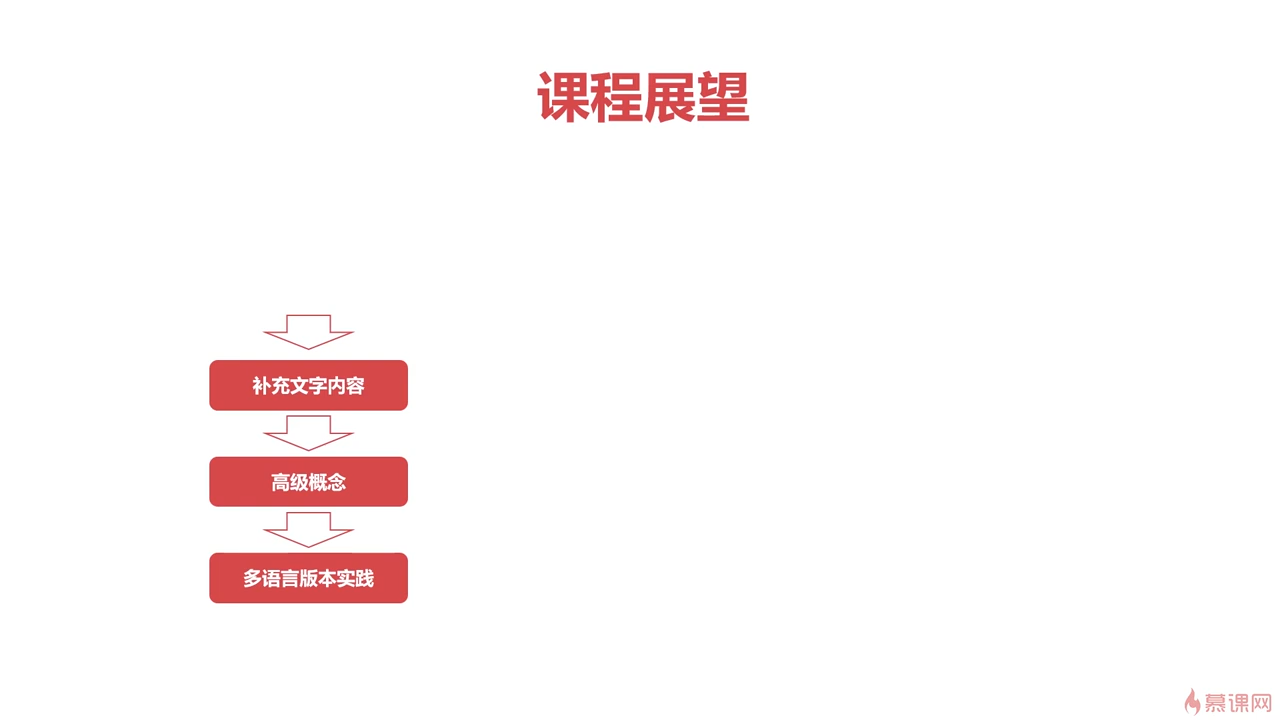 课程展望
补充文字内容
高级概念
多语言版本实践
慕课网